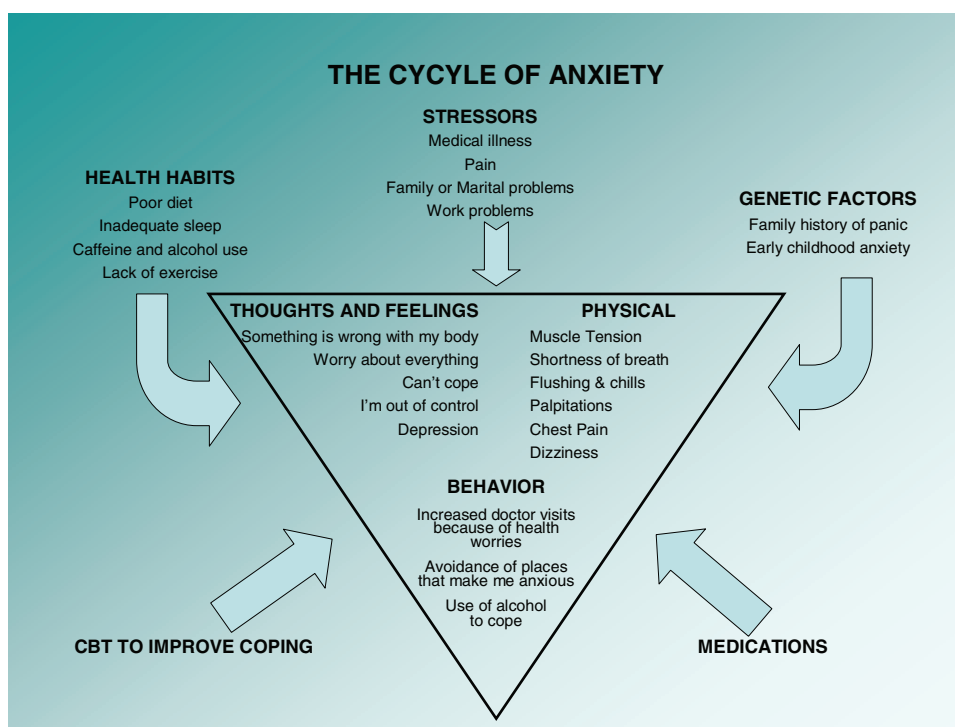 THE CYCYLE OF ANXIETY
STRESSORS
Medical illness
Pain
Family or Marital problems
Work problems
HEALTH HABITS
Poor diet
Inadequate sleep
Caffeine and alcohol use
Lack of exercise
GENETIC FACTORS
Family history of panic
Early childhood anxiety
THOUGHTS AND FEELINGS
Something is wrong with my body
Worry about everything
Can't cope
I'm out of control
Depression
PHYSICAL
Muscle Tension
Shortness of breath
Flushing & chills
Palpitations
Chest Pain
Dizziness
BEHAVIOR
Increased doctor visits
because of health
worries
Avoidance of places
that make me anxious
Use of alcohol
to cope
CBT TO IMPROVE COPING
MEDICATIONS